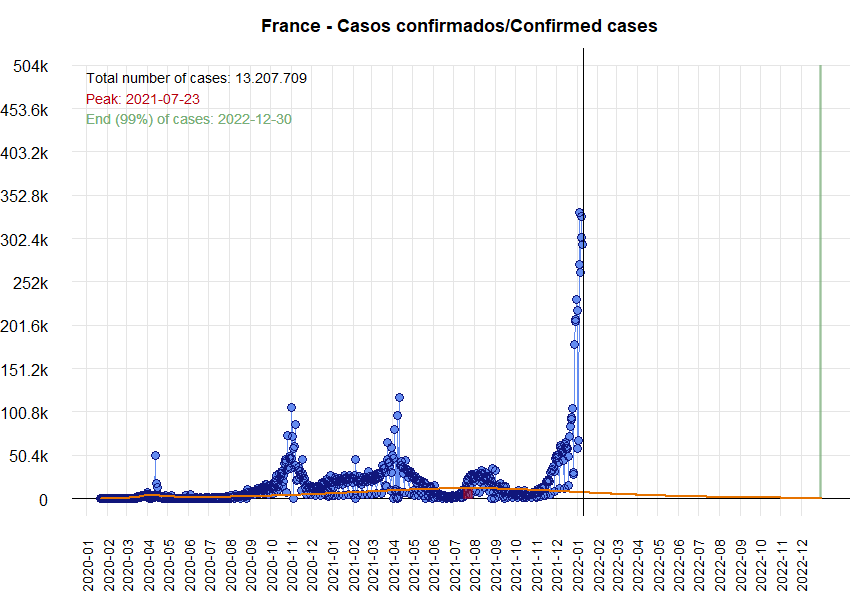 France - Casos confirmados/Confirmed cases
504k
453.6k
403.2k
352.8k
302.4k
252k
201.6k
151.2k
100.8k
50.4k
0
Total number of cases: 13.207.709
Peak: 2021-07-23
End (99%) of cases: 2022-12-30
2020-01
2020-02
2020-03
2020-04
2020-05
2020-06
2020-07
2020-08
2020-09
2020-10
2020-11
2020-12
2021-01
2021-02
2021-03
2021-04
2021-05
2021-06
2021-07
2021-08
2021-09
2021-10
2021-11
2021-12
2022-01
2022-02
2022-03
2022-04
2022-05
2022-06
2022-07
2022-08
2022-09
2022-10
2022-11
2022-12